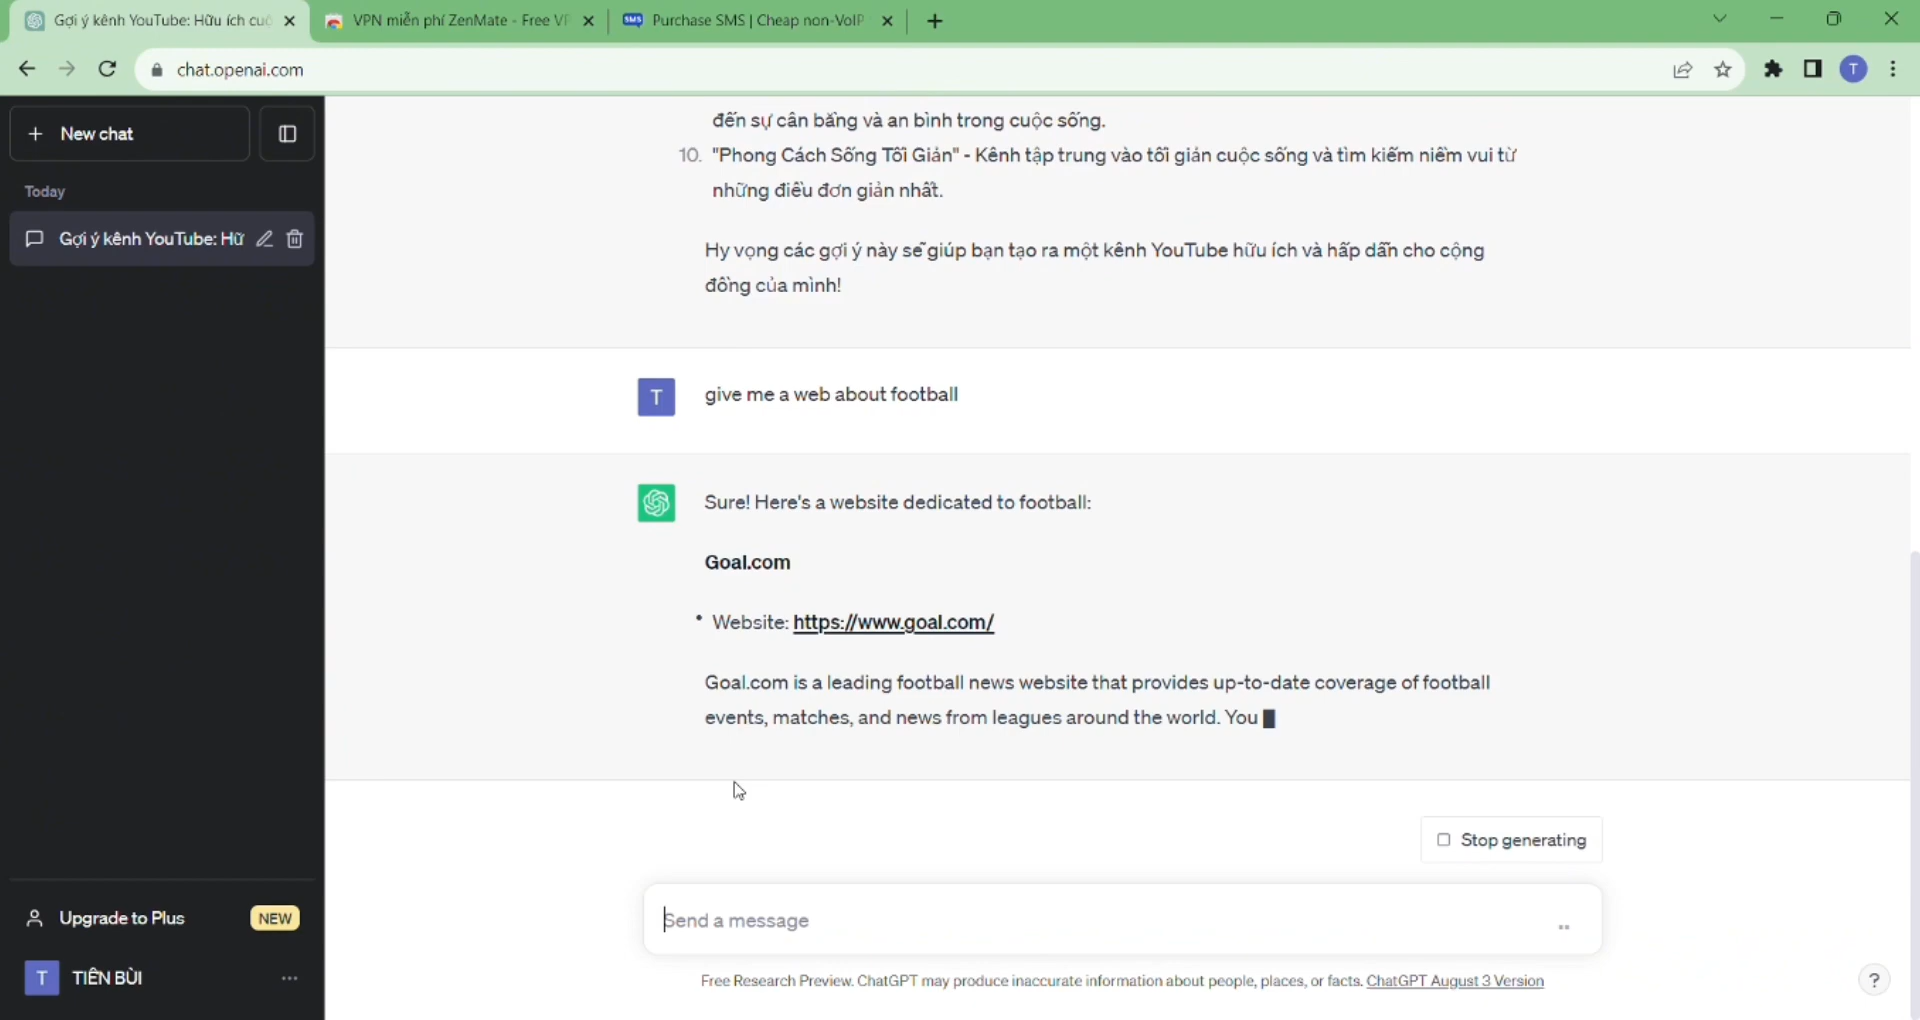 Gợi ý kênh YouTube: Hữu ích cuộ
VPN miễn phí ZenMate - Free VP
SMS
Purchase SMS | Cheap non-VoIP
chat.openai.com
T
New chat
Today
Gợi ý kênh YouTube: Hữ
đến sự cân bằng và an bình trong cuộc sống.
10. "Phong Cách Sống Tối Giản" - Kênh tập trung vào tối giản cuộc sống và tìm kiếm niềm vui từ
những điều đơn giản nhất.
Hy vọng các gợi ý này sẽ giúp bạn tạo ra một kênh YouTube hữu ích và hấp dẫn cho cộng
đồng của mình!
T
give me a web about football
Sure! Here's a website dedicated to football:
Goal.com
• Website: https://www.goal.com/
Goal.com is a leading football news website that provides up-to-date coverage of football
events, matches, and news from leagues around the world. You
Stop generating
Send a message
Free Research Preview. ChatGPT may produce inaccurate information about people, places, or facts. ChatGPT August 3 Version
Upgrade to Plus
NEW
T
TIẾN BÙI
?